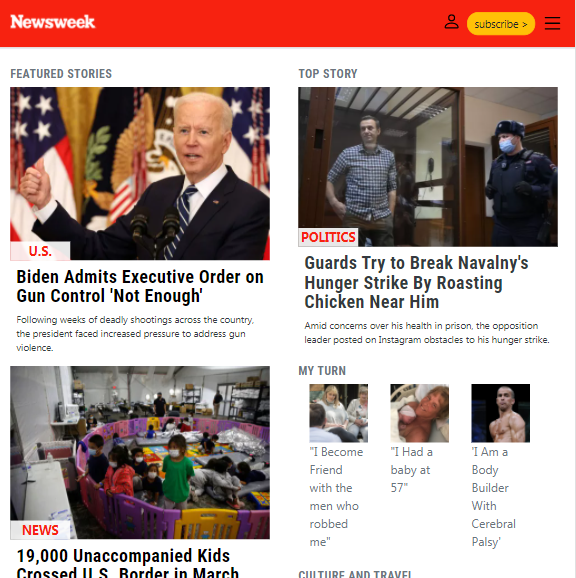 Newsweek
subscribe >
FEATURED STORIES
U.S.
Biden Admits Executive Order on
Gun Control 'Not Enough'
Following weeks of deadly shootings across the country,
the president faced increased pressure to address gun
violence.
NEWS
19,000 Unaccompanied Kids
Crossed U.S. Border in March
TOP STORY
POLITICS
Guards Try to Break Navalny's
Hunger Strike By Roasting
Chicken Near Him
Amid concerns over his health in prison, the opposition
leader posted on Instagram obstacles to his hunger strike.
MY TURN
"I Become
Friend
with the
men who
robbed
me"
"I Had a
baby at
57"
'I Am a
Body
Builder
With
Cerebral
Palsy'
CULTURE AND TRAVEL